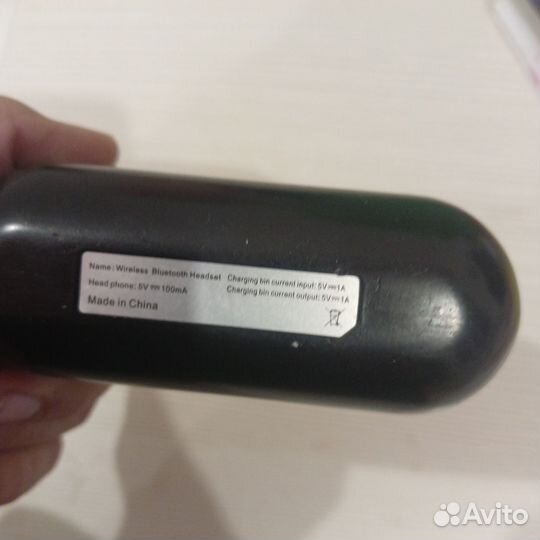 Name: Wireless Bluetooth Headset Charging bin current input: 5V⎓1A
Head phone: 5V⎓100mA Charging bin current output: 5V⎓1A
Made in China
Avito